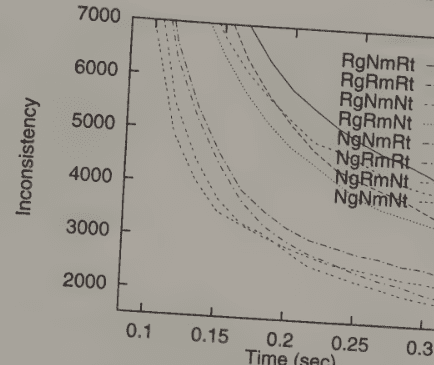 7000
6000
5000
4000
3000
2000
Inconsistency
RgNmRt
RgRmRt
RgNmNt
RgRmNt
NgNmRt
NgRmRt
NgRmNt
NgNmNt
0.1 0.15 0.2 0.25 0.3
Time (sec)